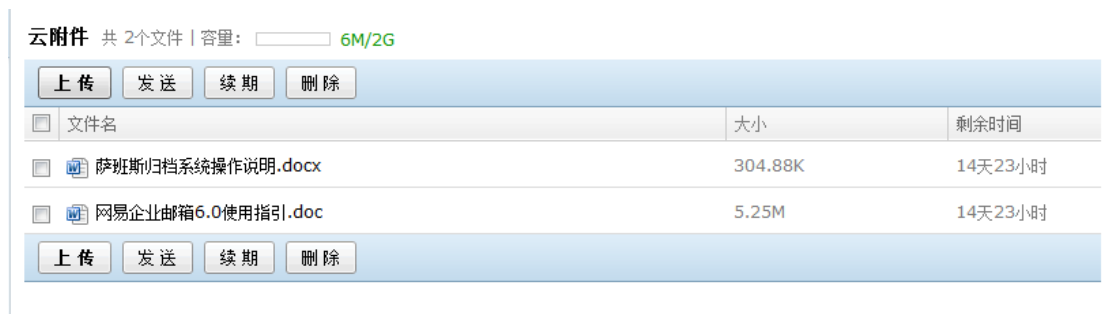 云附件 共 2个文件 | 容量: 6M/2G
上 传 发 送 续 期 删 除
文件名 大小 剩余时间
萨班斯归档系统操作说明.docx 304.88K 14天23小时
网易企业邮箱6.0使用指引.doc 5.25M 14天23小时
上 传 发 送 续 期 删 除